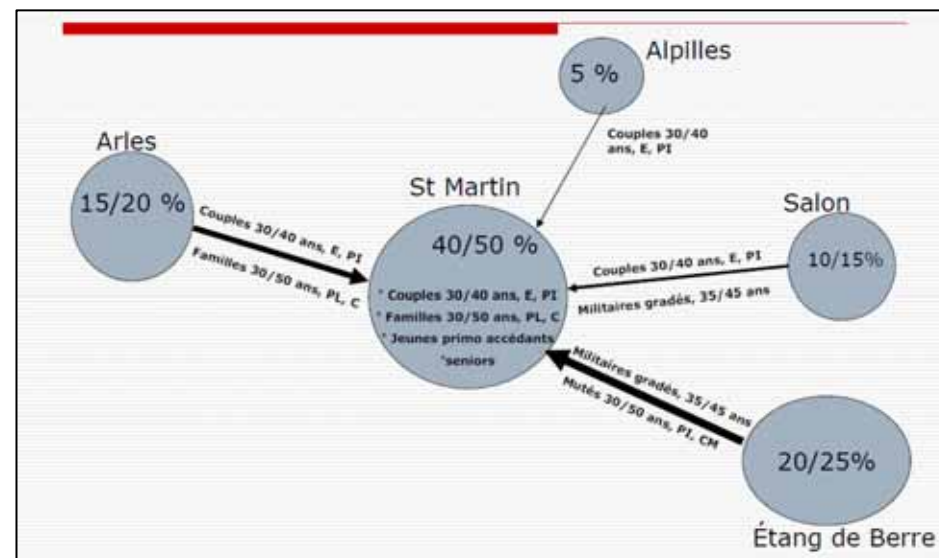 Alpilles
5 %
Couples 30/40
ans, E, PI
Arles
15/20 %
Couples 30/40 ans, E, PI
Familles 30/50 ans, PL, C
St Martin
40/50 %
* Couples 30/40 ans, E, PI
* Familles 30/50 ans, PL, C
* Jeunes primo accédants
*seniors
Salon
10/15%
Couples 30/40 ans, E, PI
Militaires gradés, 35/45 ans
Militaires gradés, 35/45 ans
Mutés 30/50 ans, PI, CM
20/25%
Étang de Berre